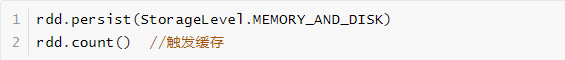 1 rdd.persist(StorageLevel.MEMORY_AND_DISK)
2 rdd.count()  //触发缓存